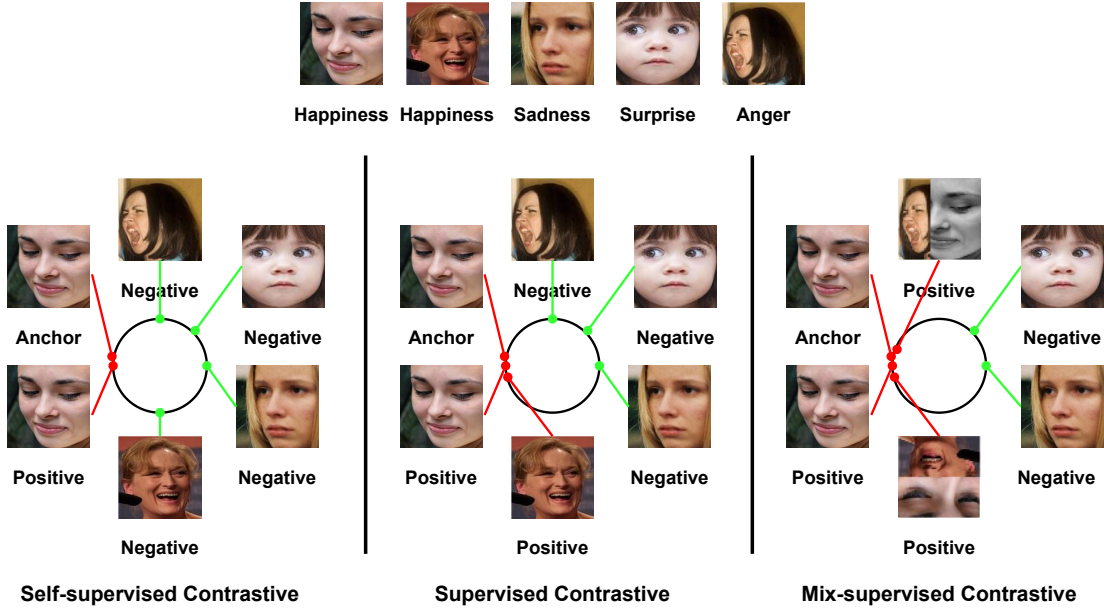 Happiness Happiness Sadness Surprise Anger
Negative
Anchor
Negative
Positive
Negative
Negative
Self-supervised Contrastive
Negative
Anchor
Negative
Positive
Negative
Positive
Supervised Contrastive
Positive
Anchor
Negative
Positive
Negative
Positive
Mix-supervised Contrastive